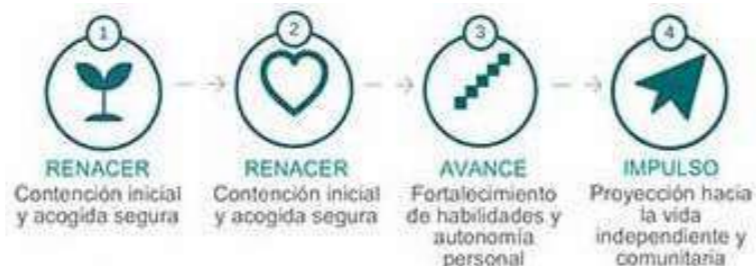 1
RENACER
Contención inicial
y acogida segura
2
RENACER
Contención inicial
y acogida segura
3
AVANCE
Fortalecimiento
de habilidades y
autonomía
personal
4
IMPULSO
Proyección hacia
la vida
independiente y
comunitaria